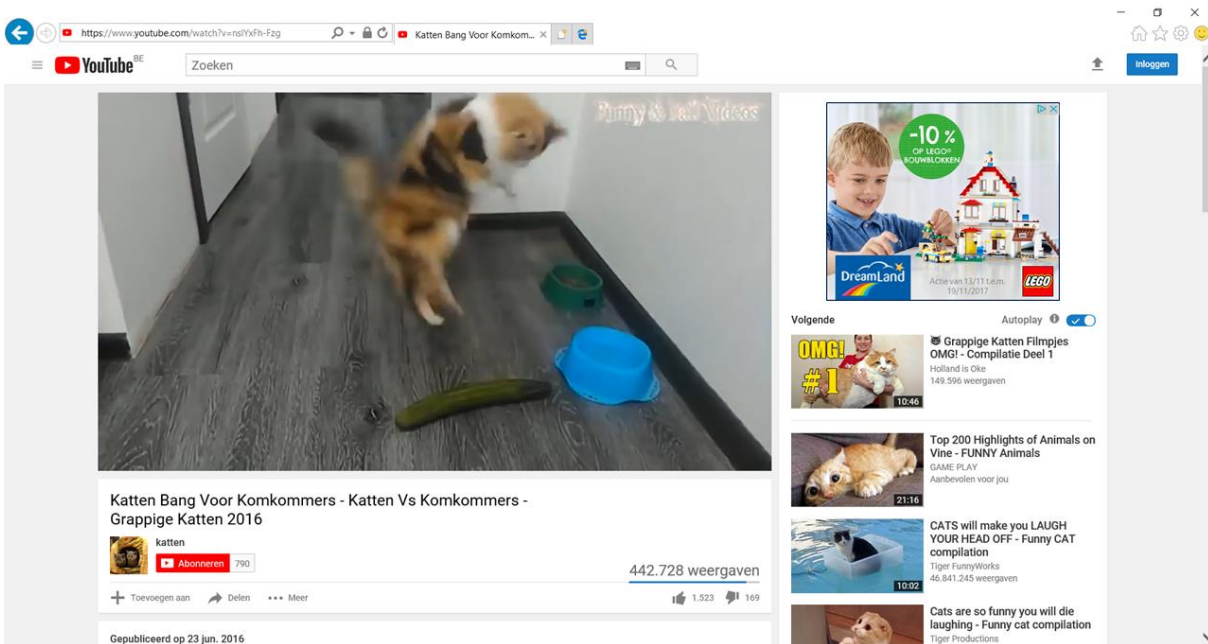 https://www.youtube.com/watch?v=nslYxFh-Fzg
Katten Bang Voor Komkom...
YouTube BE
Zoeken
Inloggen
Funny & Fail Videos
-10 %
OP LEGO®
BOUWBLOKKEN
DreamLand
Actie van 13/11 t.e.m.
19/11/2017
LEGO
Volgende
Autoplay
OMG!
#1
10:46
Grappige Katten Filmpjes
OMG! - Compilatie Deel 1
Holland is Oke
149.596 weergaven
21:16
Top 200 Highlights of Animals on
Vine - FUNNY Animals
GAME PLAY
Aanbevolen voor jou
10:02
CATS will make you LAUGH
YOUR HEAD OFF - Funny CAT
compilation
Tiger FunnyWorks
46.841.245 weergaven
Cats are so funny you will die
laughing - Funny cat compilation
Tiger Productions
Katten Bang Voor Komkommers - Katten Vs Komkommers -
Grappige Katten 2016
katten
Abonneren 790
442.728 weergaven
Toevoegen aan Delen Meer
1.523 169
Gepubliceerd op 23 jun. 2016